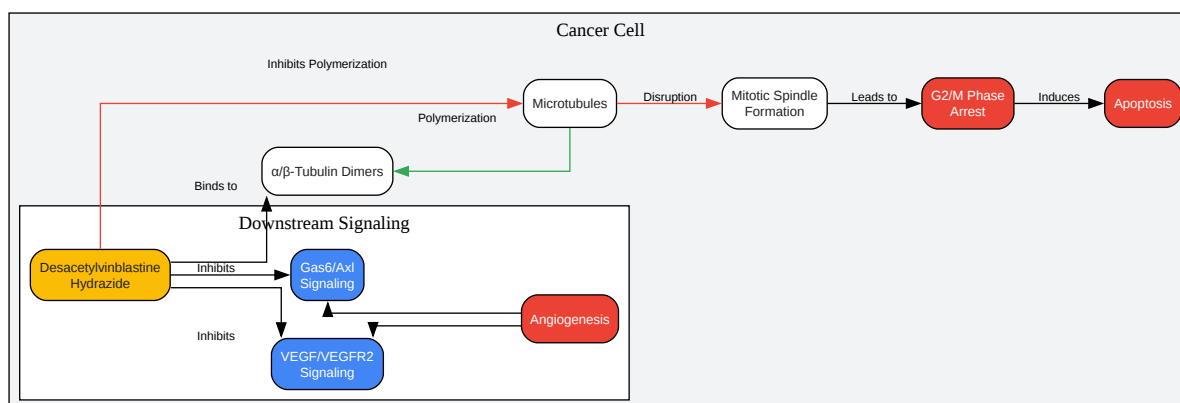 Cancer Cell
Inhibits Polymerization
Microtubules
Disruption
Mitotic Spindle
Formation
Leads to
G2/M Phase
Arrest
Induces
Apoptosis
Polymerization
α/β-Tubulin Dimers
Binds to
Downstream Signaling
Desacetylvinblastine
Hydrazide
Inhibits
Gas6/Axl
Signaling
Angiogenesis
Inhibits
VEGF/VEGFR2
Signaling